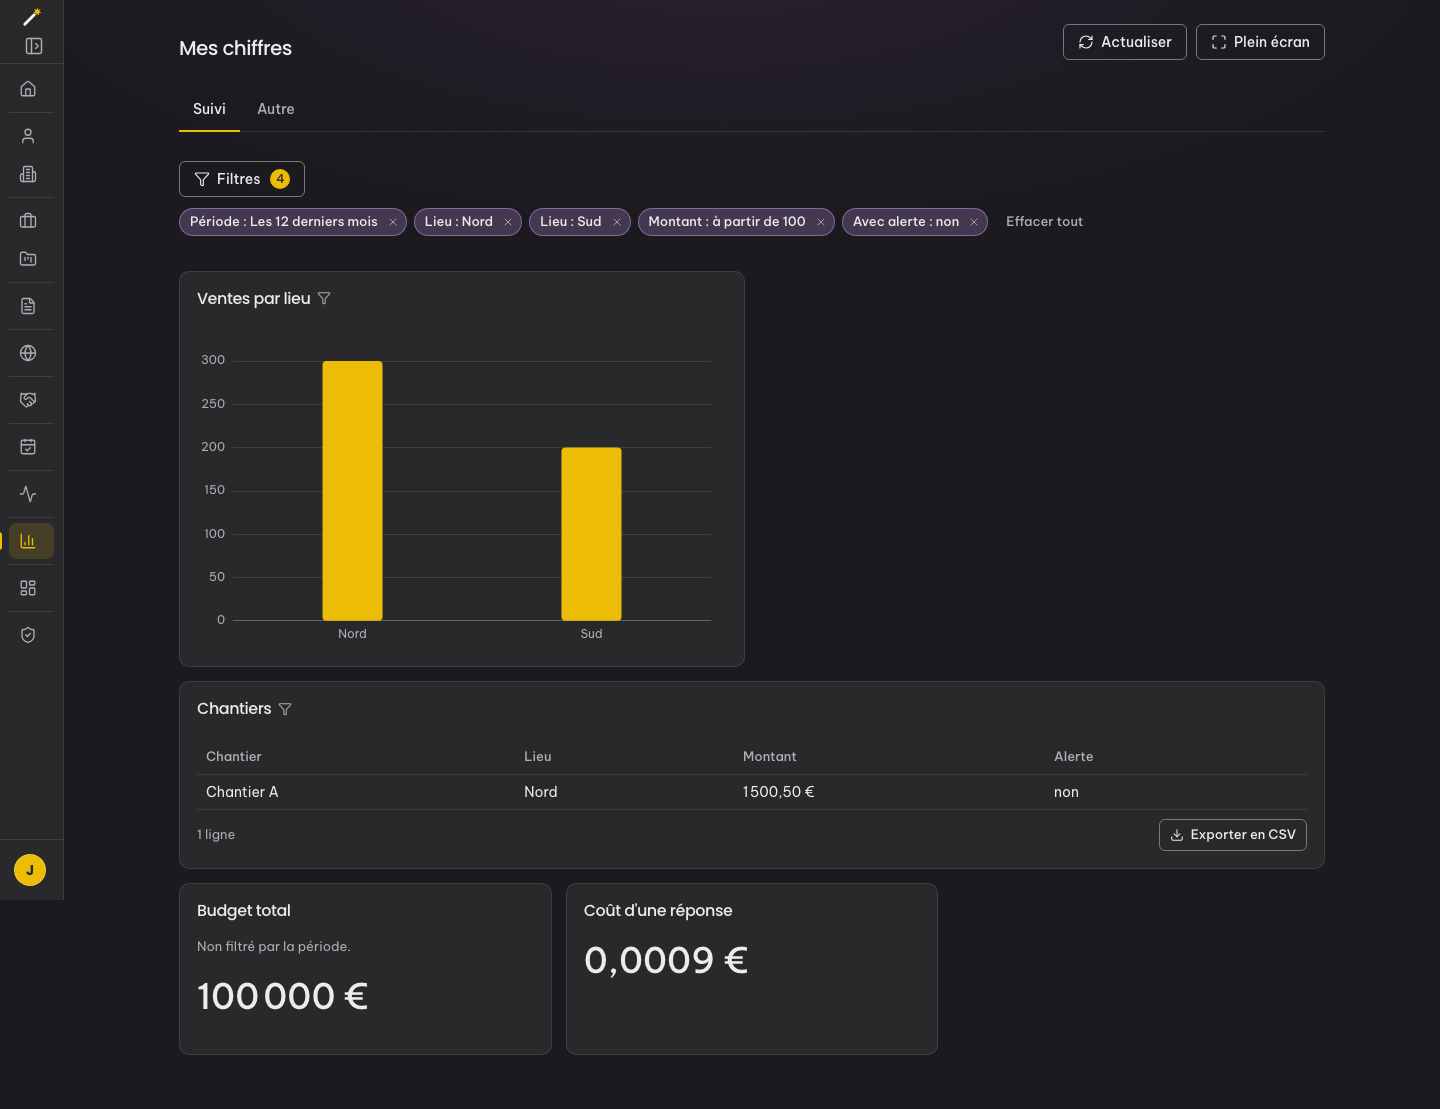 Mes chiffres
Actualiser
Plein écran
Suivi
Autre
Filtres 4
Période : Les 12 derniers mois
Lieu : Nord
Lieu : Sud
Montant : à partir de 100
Avec alerte : non
Effacer tout
Ventes par lieu
300
250
200
150
100
50
0
Nord
Sud
Chantiers
Chantier Lieu Montant Alerte
Chantier A Nord 1 500,50 € non
1 ligne
Exporter en CSV
J
Budget total
Non filtré par la période.
100 000 €
Coût d'une réponse
0,0009 €